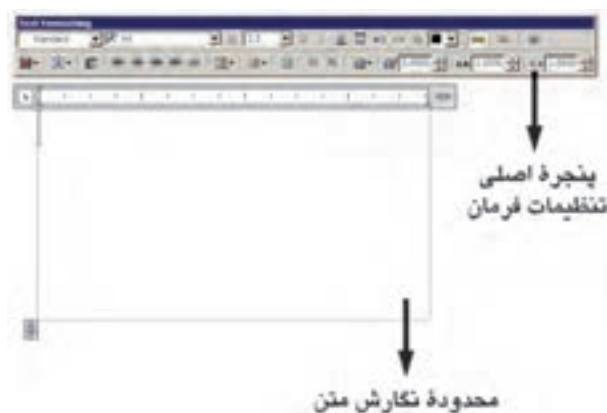 Text Formatting
Standard
پنجرهٔ اصلی
تنظیمات فرمان
محدودهٔ نگارش متن